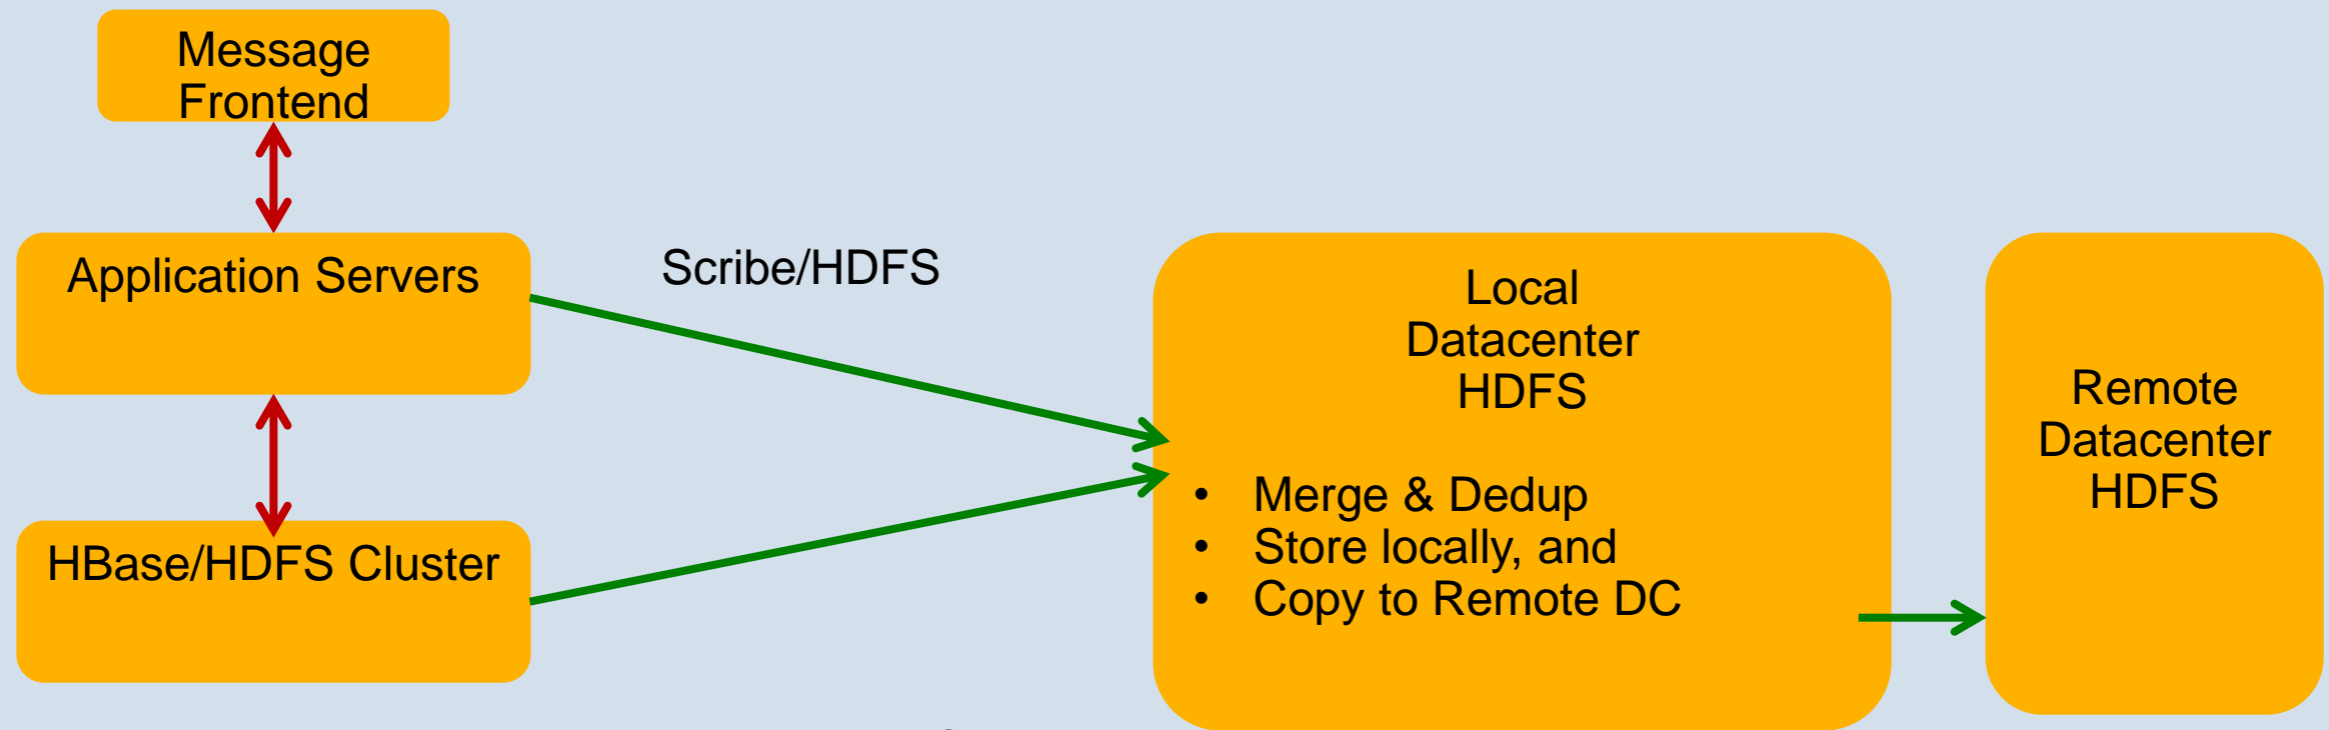 Message
Frontend
Application Servers
Scribe/HDFS
HBase/HDFS Cluster
Local
Datacenter
HDFS
• Merge & Dedup
• Store locally, and
• Copy to Remote DC
Remote
Datacenter
HDFS